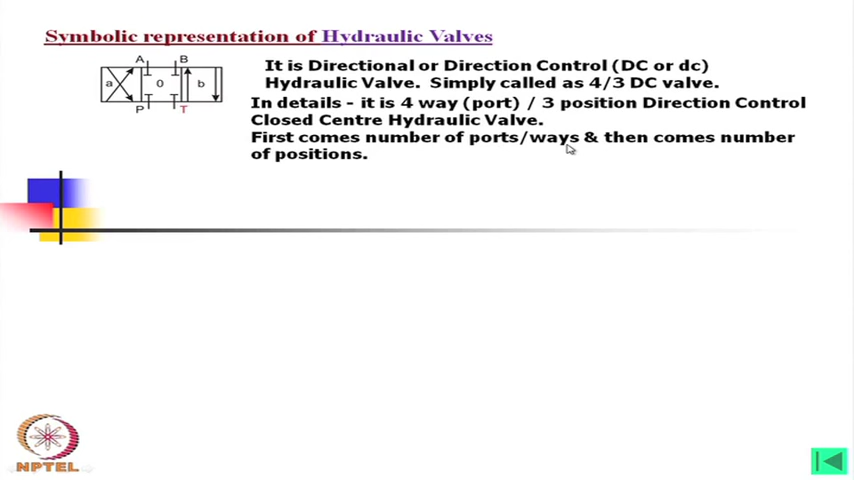 Symbolic representation of Hydraulic Valves
A B
a 0 b
P T
It is Directional or Direction Control (DC or dc)
Hydraulic Valve. Simply called as 4/3 DC valve.
In details - it is 4 way (port) / 3 position Direction Control
Closed Centre Hydraulic Valve.
First comes number of ports/ways & then comes number
of positions.
NPTEL